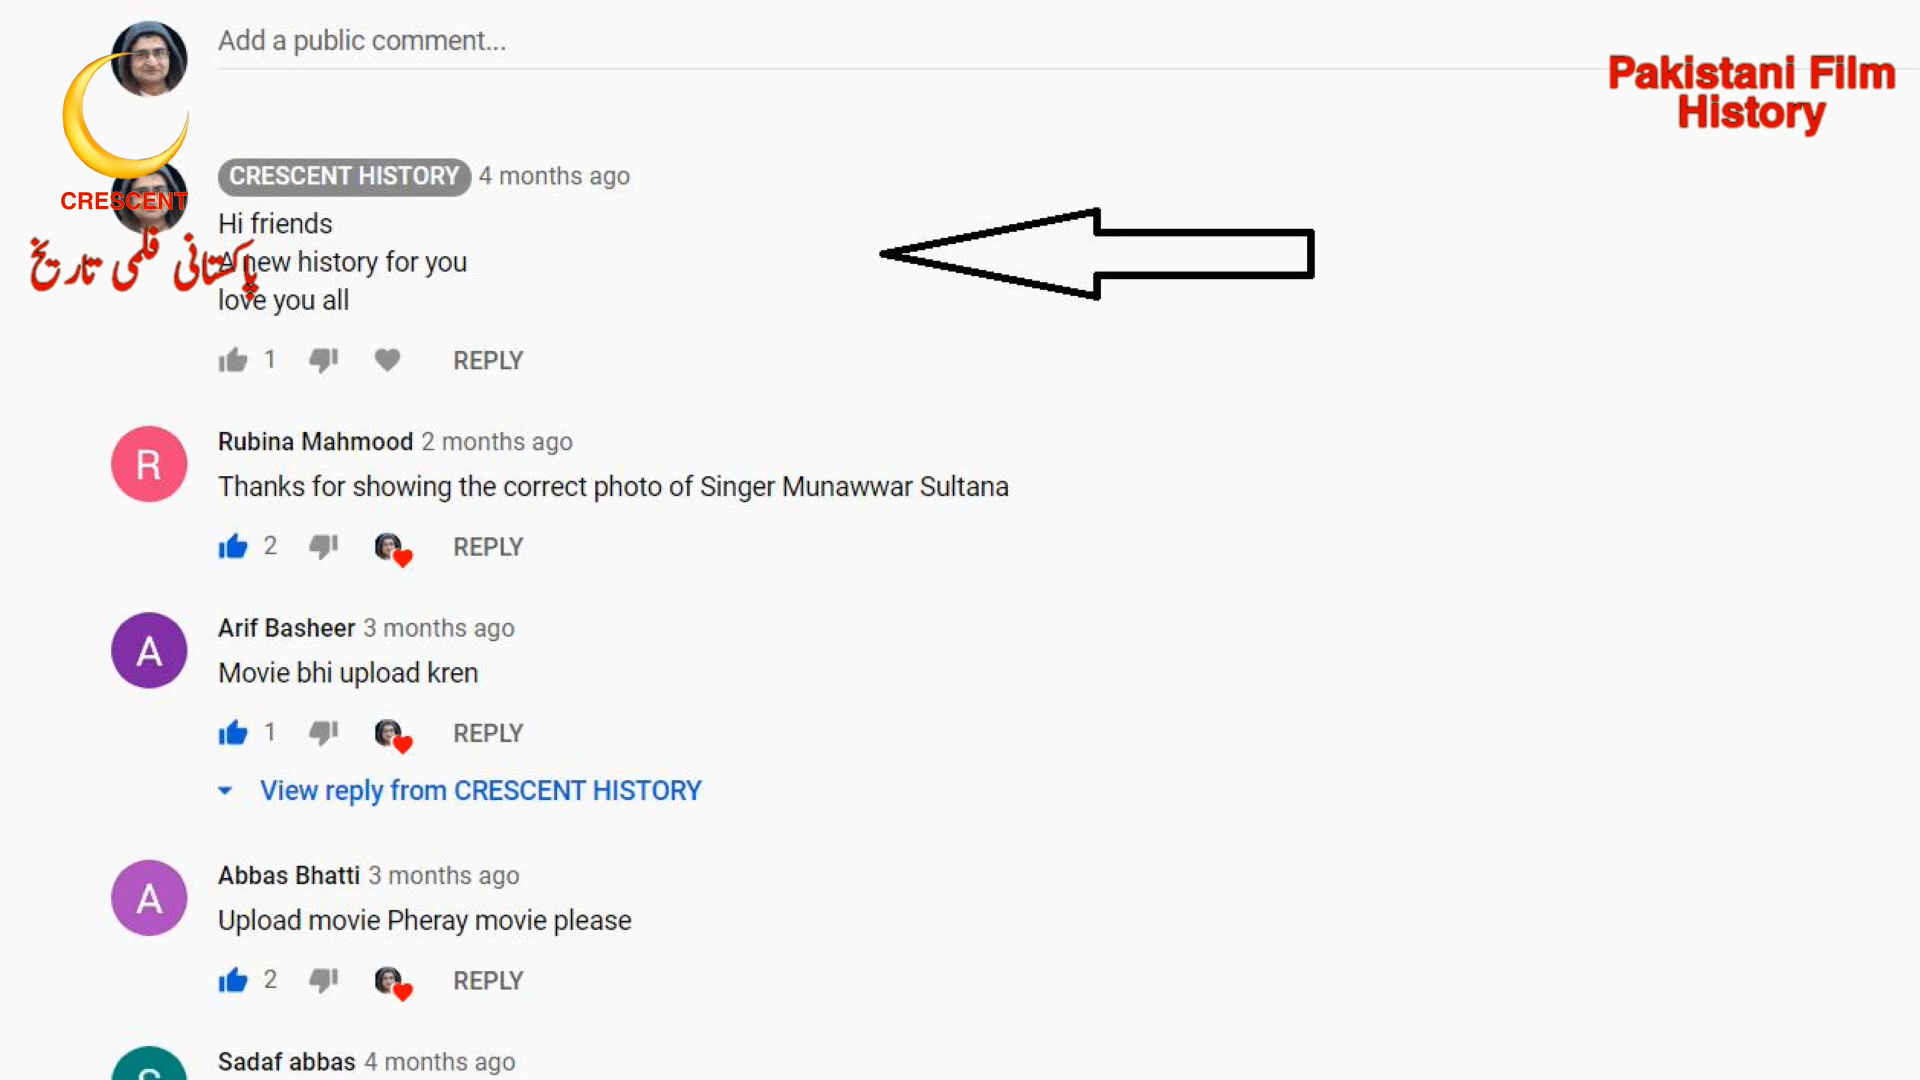 Add a public comment...
Pakistani Film
History
CRESCENT HISTORY 4 months ago
CRESCENT
Hi friends
پاکستانی فلمی تاریخ
A new history for you
love you all
1 REPLY
R
Rubina Mahmood 2 months ago
Thanks for showing the correct photo of Singer Munawwar Sultana
2 REPLY
A
Arif Basheer 3 months ago
Movie bhi upload kren
1 REPLY
View reply from CRESCENT HISTORY
A
Abbas Bhatti 3 months ago
Upload movie Pheray movie please
2 REPLY
Sadaf abbas 4 months ago